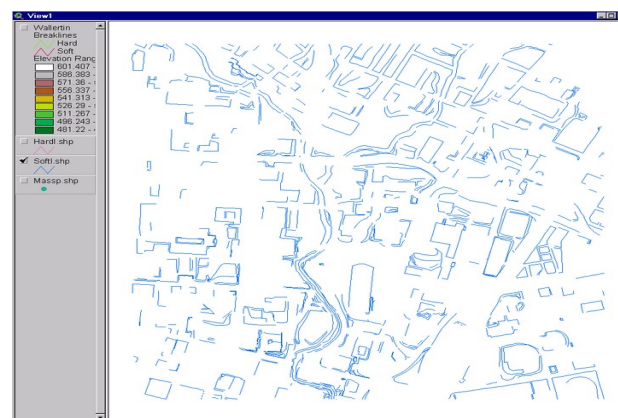 View1
Wallertin
Breaklines
Hard
Soft
Elevation Rang
601.407 -
586.383 -
571.36 -
556.337 -
541.313 -
526.29 -
511.267 -
496.243 -
481.22 -
Hardl.shp
Softl.shp
Massp.shp